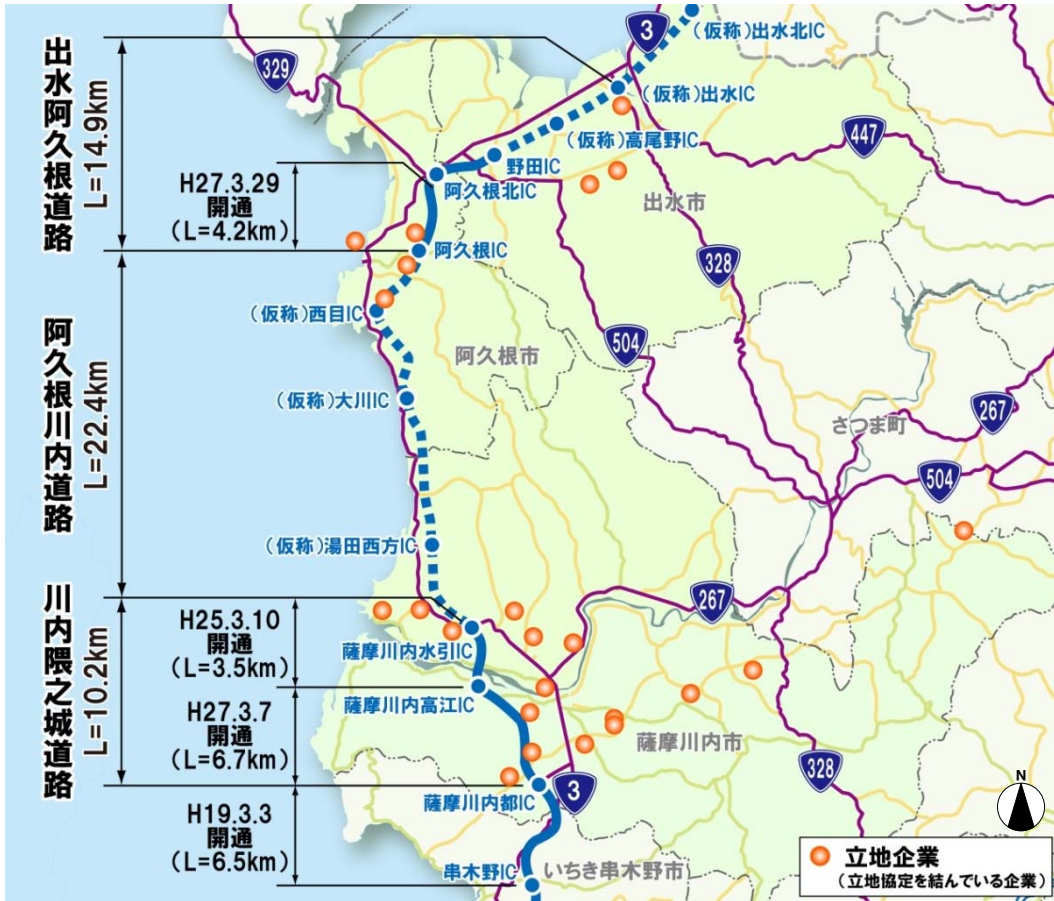 出水阿久根道路
L=14.9km
阿久根川内道路
L=22.4km
川内隈之城道路
L=10.2km
H27.3.29
開通
(L=4.2km)
H25.3.10
開通
(L=3.5km)
H27.3.7
開通
(L=6.7km)
H19.3.3
開通
(L=6.5km)
329
3
(仮称)出水北IC
(仮称)出水IC
(仮称)高尾野IC
447
野田IC
阿久根北IC
出水市
阿久根IC
328
(仮称)西目IC
504
阿久根市
(仮称)大川IC
さつま町
267
504
(仮称)湯田西方IC
267
薩摩川内水引IC
薩摩川内高江IC
薩摩川内市
328
薩摩川内都IC
3
串木野IC
いちき串木野市
N
立地企業
(立地協定を結んでいる企業)